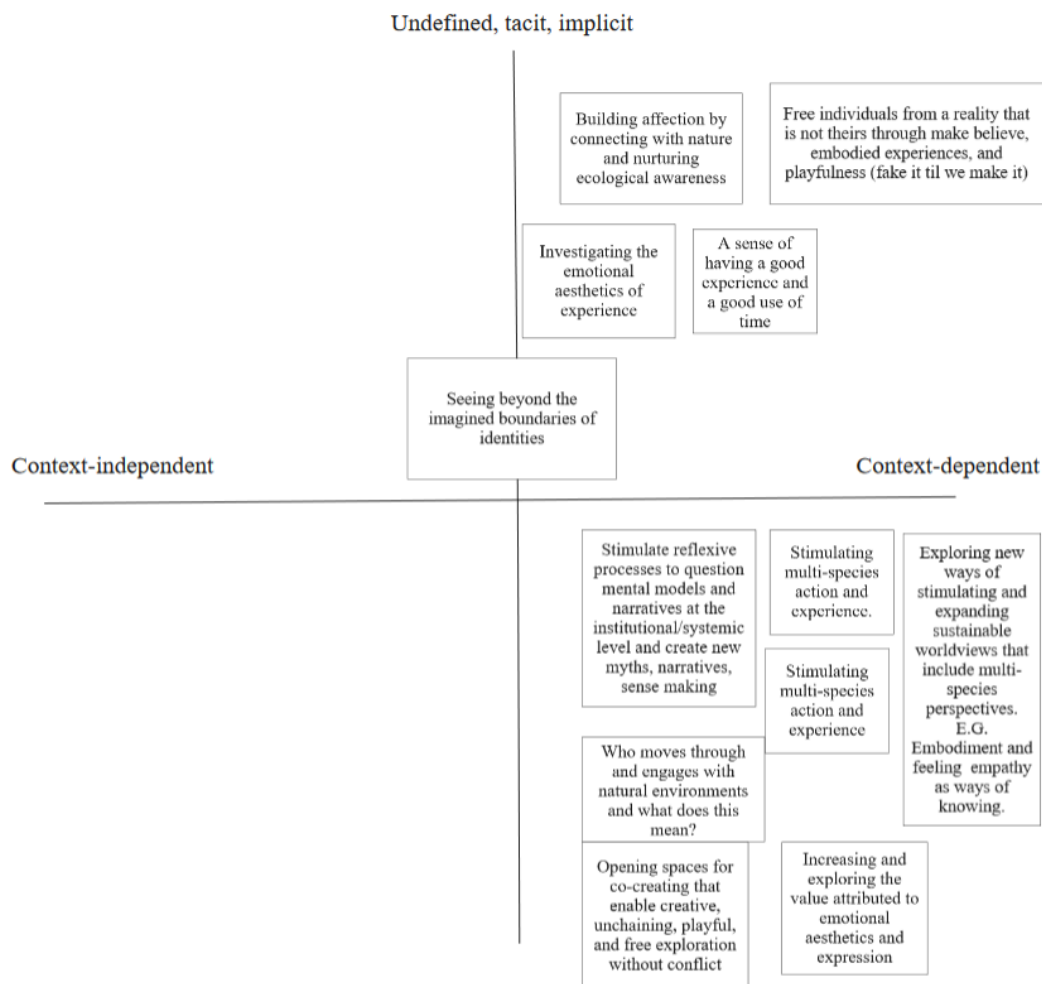 Undefined, tacit, implicit
Building affection by
connecting with nature
and nurturing
ecological awareness
Free individuals from a reality that
is not theirs through make believe,
embodied experiences, and
playfulness (fake it til we make it)
Investigating the
emotional
aesthetics of
experience
A sense of
having a good
experience and
a good use of
time
Seeing beyond the
imagined boundaries of
identities
Context-independent
Context-dependent
Stimulate reflexive
processes to question
mental models and
narratives at the
institutional/systemic
level and create new
myths, narratives,
sense making
Stimulating
multi-species
action and
experience.
Exploring new
ways of
stimulating and
expanding
sustainable
worldviews that
include multi-
species
perspectives.
E.G.
Embodiment and
feeling empathy
as ways of
knowing.
Stimulating
multi-species
action and
experience
Who moves through
and engages with
natural environments
and what does this
mean?
Opening spaces for
co-creating that
enable creative,
unchaining, playful,
and free exploration
without conflict
Increasing and
exploring the
value attributed to
emotional
aesthetics and
expression